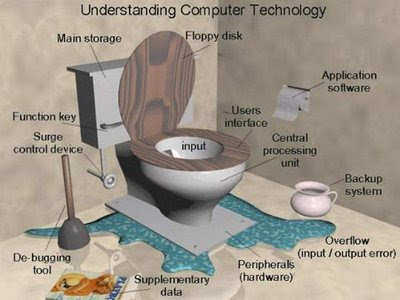 Understanding Computer Technology
Main storage
Floppy disk
Application
software
Function key
Users
interface
Surge
control device
input
Central
processing
unit
Backup
system
De-bugging
tool
Overflow
(input / output error)
Supplementary
data
Peripherals
(hardware)